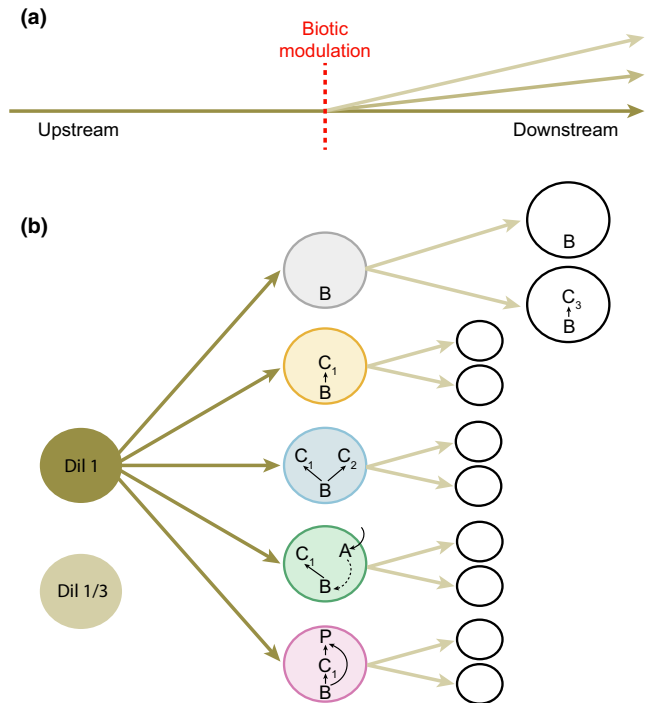 (a)
Biotic
modulation
Upstream
Downstream
(b)
B
B
C3
B
C1
B
Dil 1
C1 C2
B
C1 A
B
Dil 1/3
P
C1
B